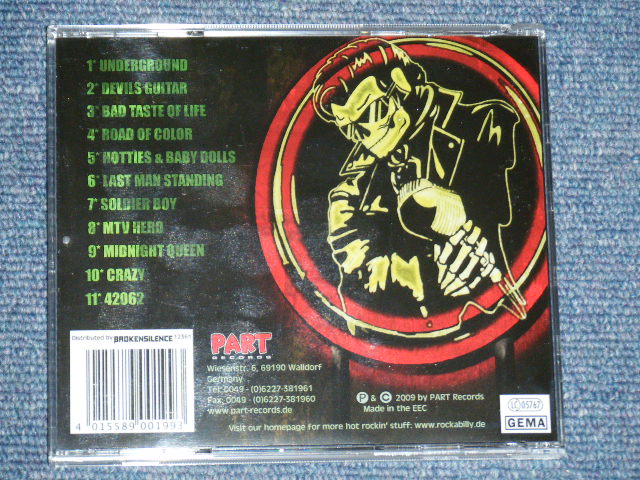 1* UNDERGROUND
2* DEVILS GUITAR
3* BAD TASTE OF LIFE
4* ROAD OF COLOR
5* HOTTIES & BABY DOLLS
6* LAST MAN STANDING
7* SOLDIER BOY
8* MTV HERO
9* MIDNIGHT QUEEN
10* CRAZY
11* 42062
Distributed by BROKENSILENCE
4 015589 001993
PART
RECORDS
Wiesenstr. 6, 69190 Walldorf
Germany
Tel: 0049 - (0)6227-381961
Fax: 0049 - (0)6227-381960
www.part-records.de
P & C 2009 by PART Records
Made in the EEC
LC 05767
GEMA
Visit our homepage for more hot rockin' stuff: www.rockabilly.de